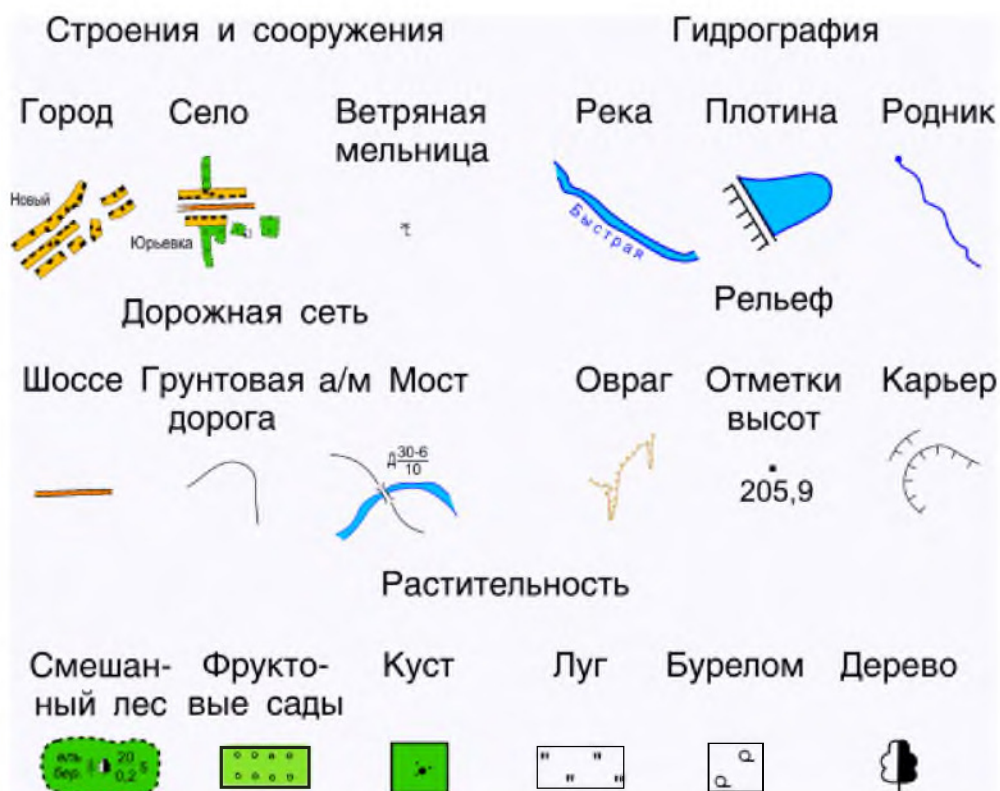 Строения и сооружения
Гидрография
Город Село Ветряная мельница
Река Плотина Родник
Новый
Юрьевка
Быстрая
Дорожная сеть
Рельеф
Шоссе Грунтовая а/м Мост
дорога
Овраг Отметки Карьер
высот
Д 30-6
10
205,9
Растительность
Смешан- Фрукто- Куст Луг Бурелом Дерево
ный лес вые сады
ель 20 5
бер. 0,2